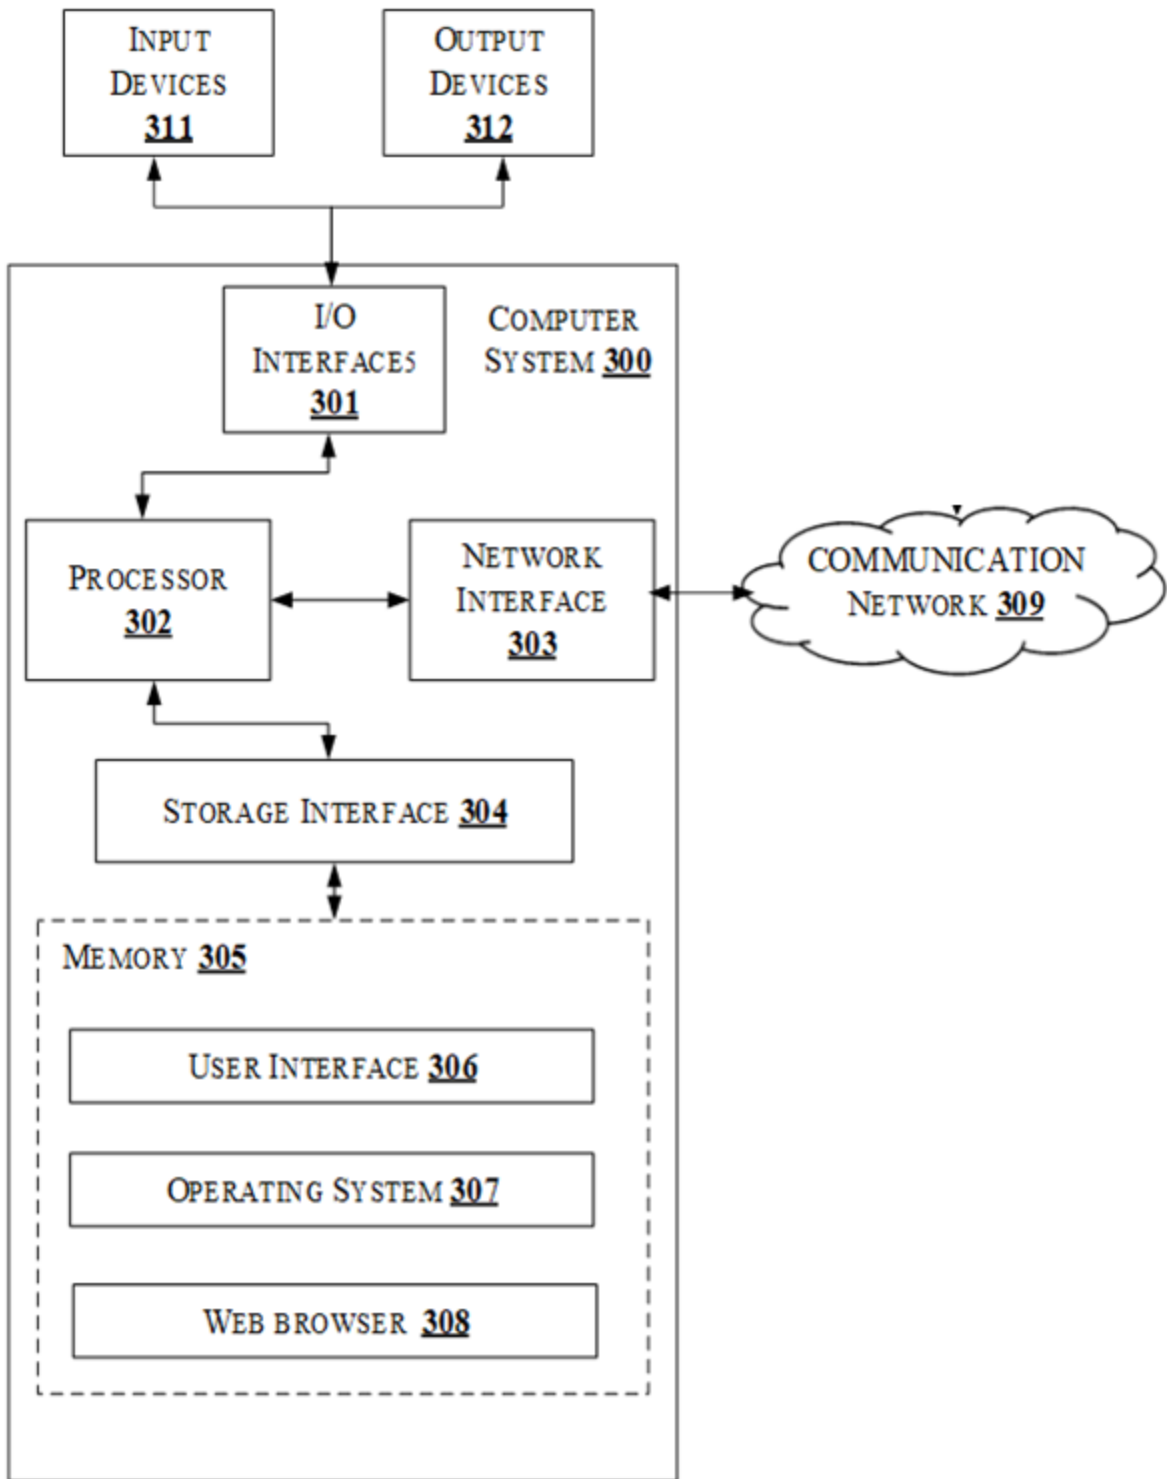 INPUT
DEVICES
311
OUTPUT
DEVICES
312
I/O
INTERFACE5
301
COMPUTER
SYSTEM 300
PROCESSOR
302
NETWORK
INTERFACE
303
COMMUNICATION
NETWORK 309
STORAGE INTERFACE 304
MEMORY 305
USER INTERFACE 306
OPERATING SYSTEM 307
WEB BROWSER 308